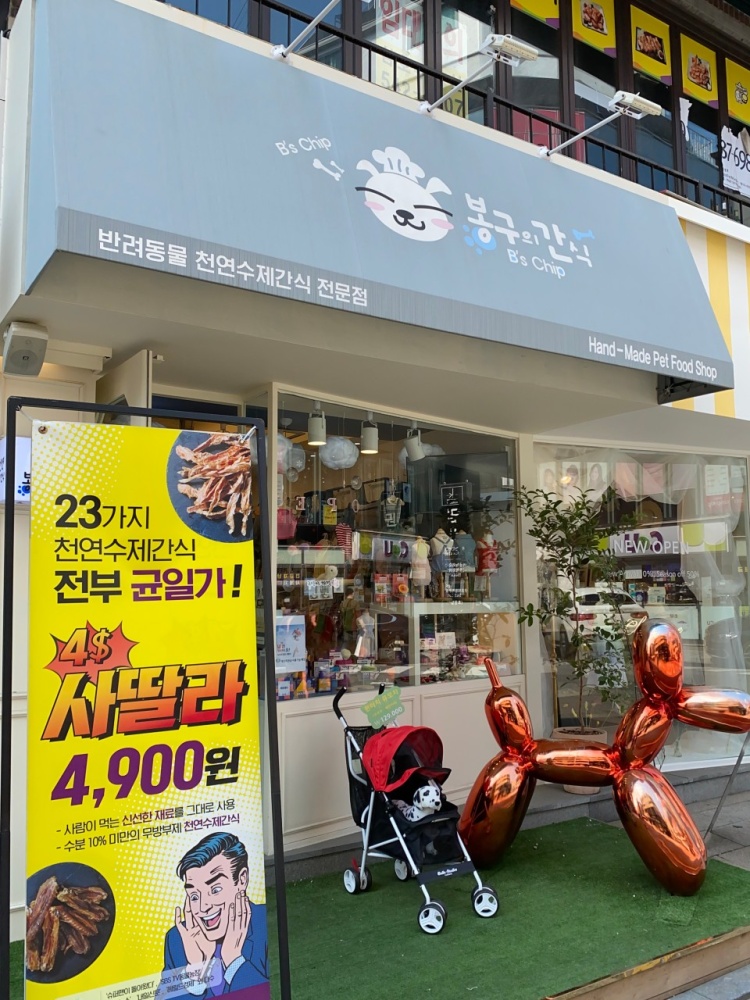 임대
B's Chip
봉구의 간식
B's Chip
반려동물 천연수제간식 전문점
Hand-Made Pet Food Shop
23가지
천연수제간식
전부 균일가!
4$
사딸라
4,900원
- 사람이 먹는 신선한 재료를 그대로 사용
- 수분 10% 미만의 무방부제 천연수제간식
NEW OPEN